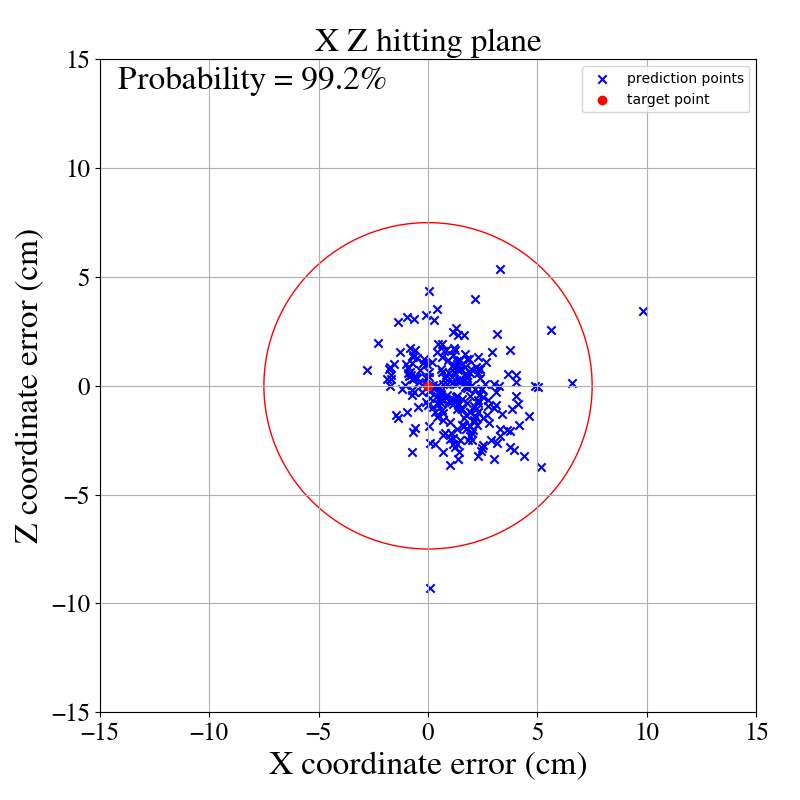 X Z hitting plane
Probability = 99.2%
prediction points
target point
15
10
5
0
−5
−10
−15
Z coordinate error (cm)
−15
−10
−5
0
5
10
15
X coordinate error (cm)